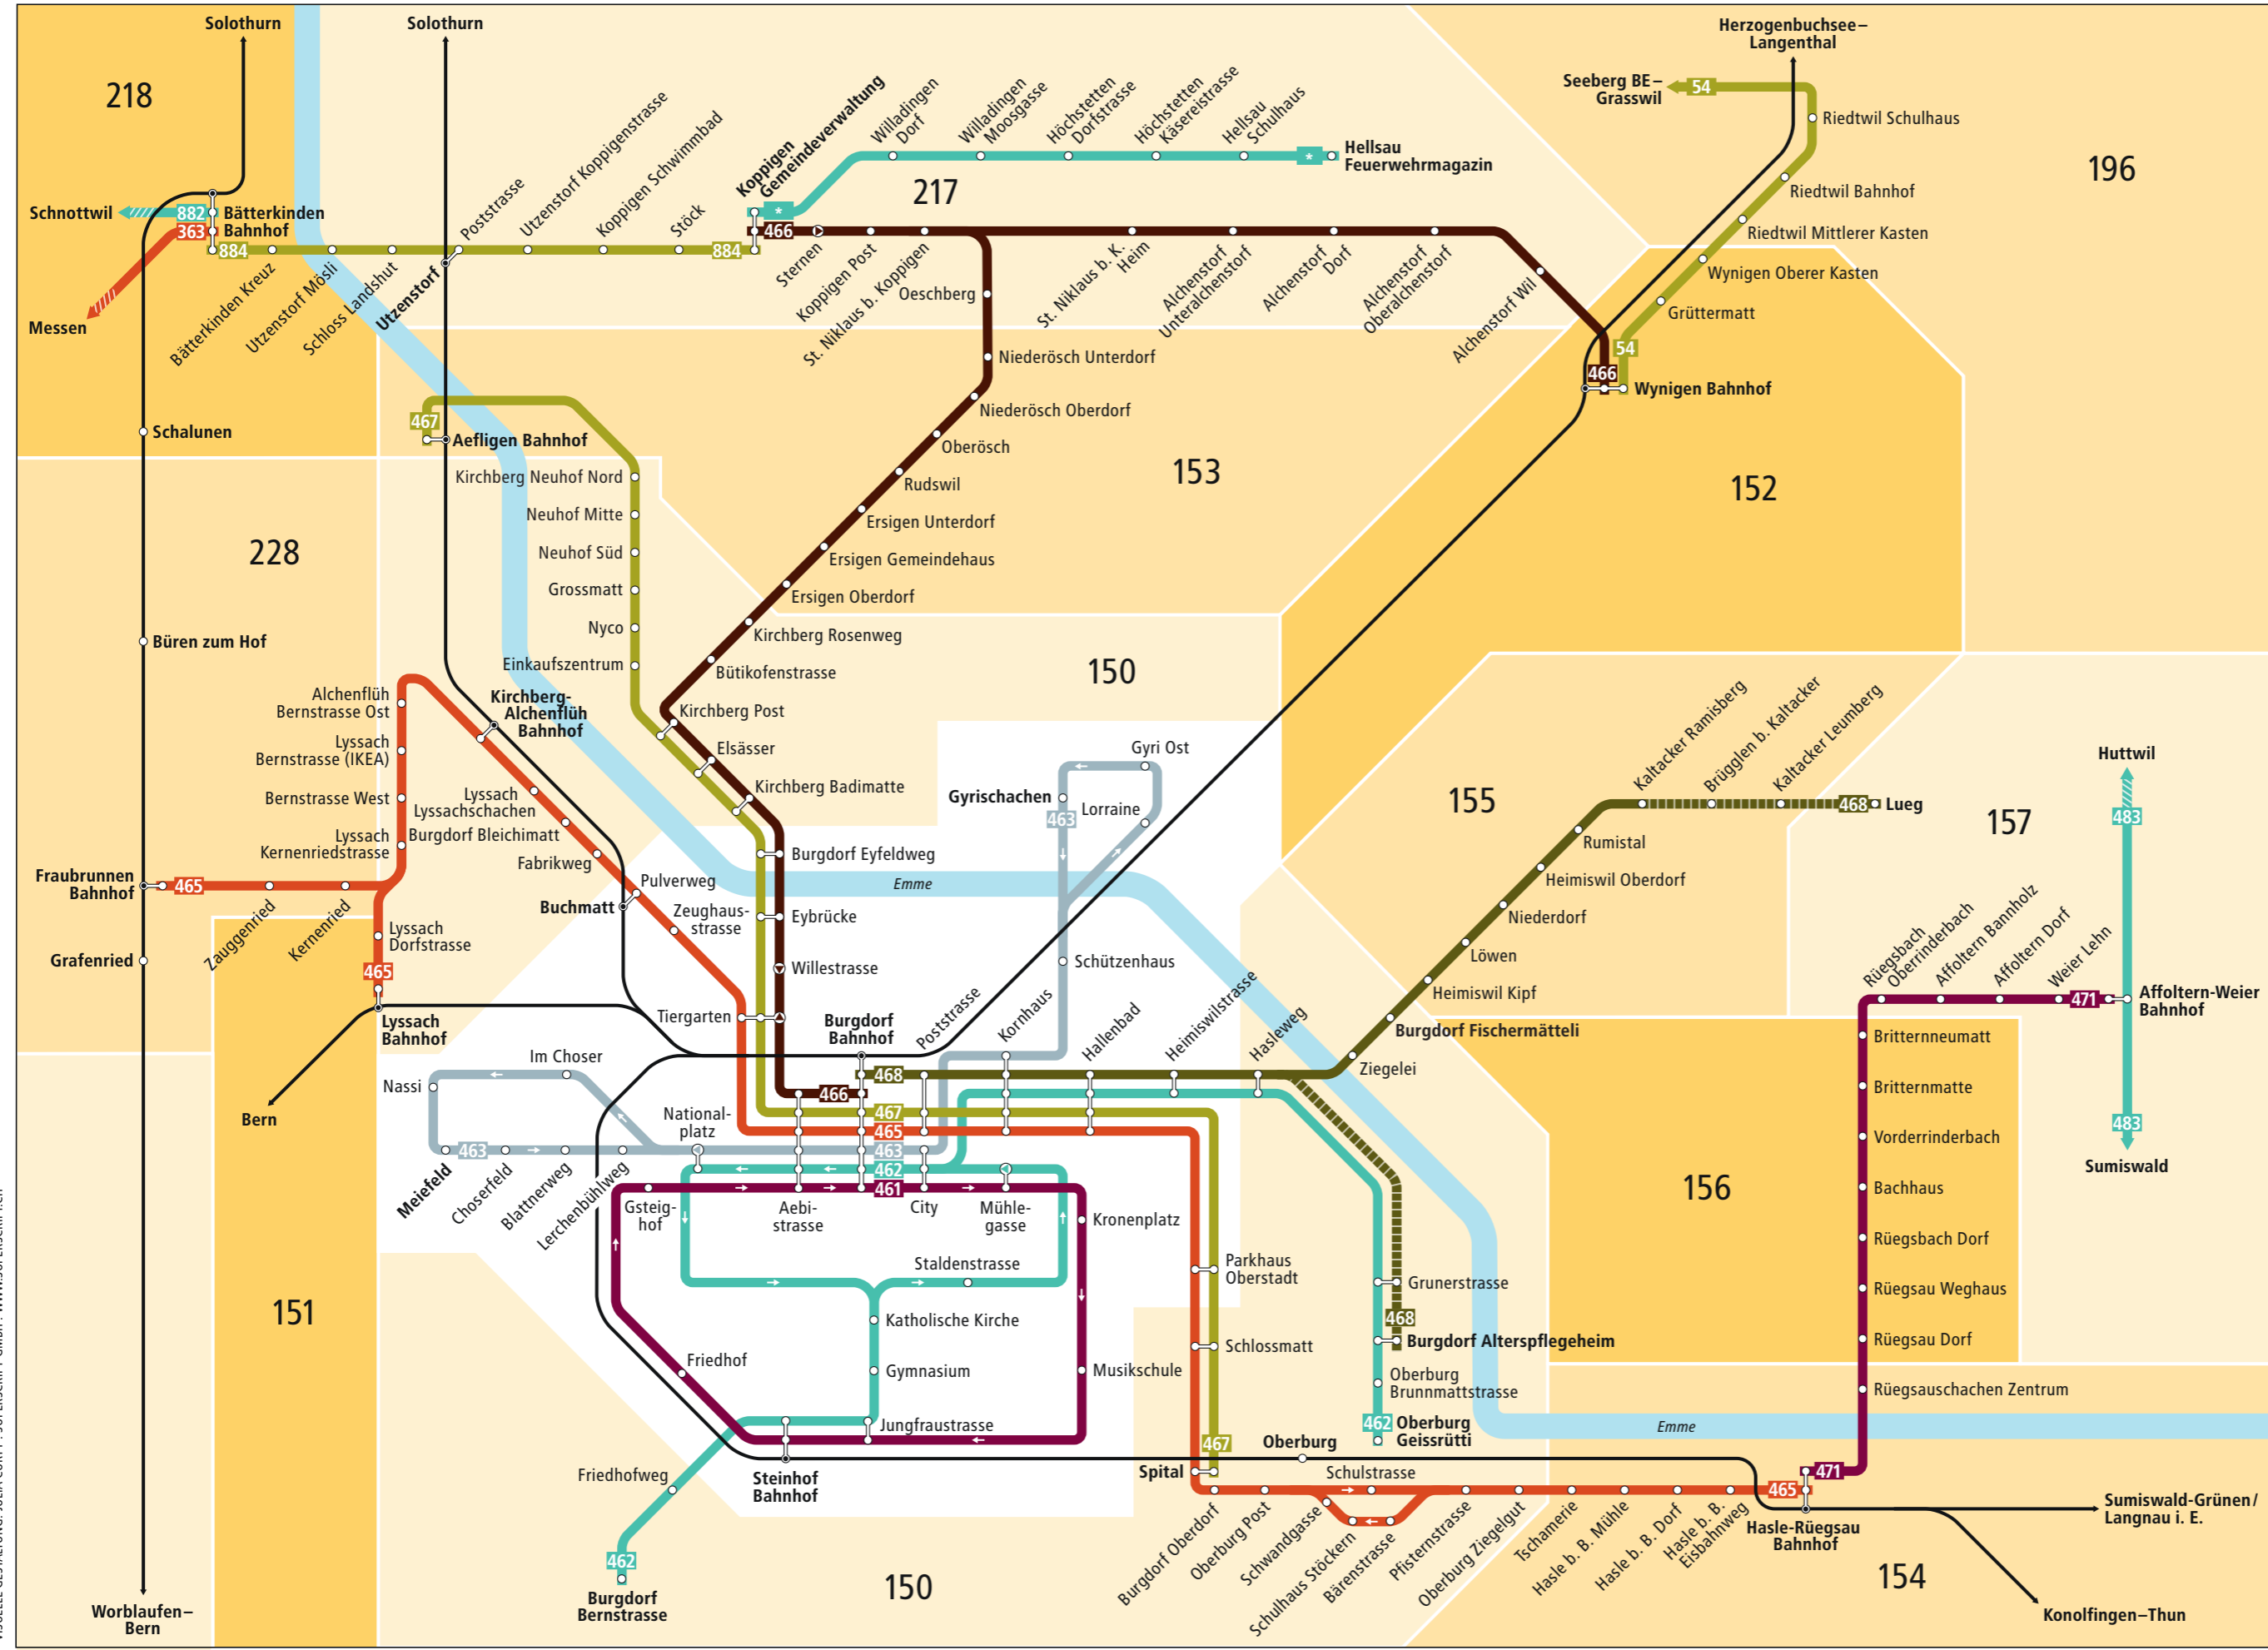 Solothurn
Solothurn
Herzogenbuchsee–
Langenthal
218
Seeberg BE–
Grasswil
54
Riedtwil Schulhaus
196
Riedtwil Bahnhof
Riedtwil Mittlerer Kasten
Wynigen Oberer Kasten
Grüttermatt
54
466
Wynigen Bahnhof
Schnottwil
882
363
Bätterkinden
Bahnhof
884
Messen
Bätterkinden Kreuz
Utzenstorf Mösli
Schloss Landshut
Utzenstorf
Poststrasse
Utzenstorf Koppigenstrasse
Koppigen Schwimmbad
Stöck
884
Koppigen
Gemeindeverwaltung
*
466
Willadingen
Dorf
Willadingen
Moosgasse
Höchstetten
Dorfstrasse
Höchstetten
Käsereistrasse
Hellsau
Schulhaus
*
Hellsau
Feuerwehrmagazin
217
Sternen
Koppigen Post
St. Niklaus b. Koppigen
Oeschberg
St. Niklaus b. K.
Heim
Alchenstorf
Unteralchenstorf
Alchenstorf
Dorf
Alchenstorf
Oberalchenstorf
Alchenstorf Wil
Niederösch Unterdorf
Niederösch Oberdorf
Oberösch
Rudswil
Ersigen Unterdorf
Ersigen Gemeindehaus
Ersigen Oberdorf
Kirchberg Rosenweg
Bütikofenstrasse
Kirchberg Post
Elsässer
Kirchberg Badimatte
153
152
Schalunen
467
Aefligen Bahnhof
Kirchberg Neuhof Nord
Neuhof Mitte
Neuhof Süd
Grossmatt
Nyco
Einkaufszentrum
228
Büren zum Hof
150
Alchenflüh
Bernstrasse Ost
Lyssach
Bernstrasse (IKEA)
Bernstrasse West
Lyssach
Kernenriedstrasse
Kirchberg-
Alchenflüh
Bahnhof
Lyssach
Lyssachschachen
Burgdorf Bleichimatt
Fabrikweg
Pulverweg
Buchmatt
Zeughaus-
strasse
Fraubrunnen
Bahnhof
465
Zauggenried
Kernenried
Lyssach
Dorfstrasse
465
Lyssach
Bahnhof
Grafenried
Bern
Burgdorf Eyfeldweg
Emme
Eybrücke
Willestrasse
Tiergarten
Gyri Ost
Gyrischachen
463
Lorraine
Schützenhaus
155
Kaltacker Ramisberg
Brügglen b. Kaltacker
Kaltacker Leumberg
468
Lueg
Rumistal
Heimiswil Oberdorf
Niederdorf
Löwen
Heimiswil Kipf
Burgdorf Fischermätteli
Ziegelei
157
Huttwil
483
Rüegsbach
Oberrinderbach
Affoltern Bannholz
Affoltern Dorf
Weier Lehn
471
Affoltern-Weier
Bahnhof
483
Sumiswald
Britternneumatt
Britternmatte
Vorderrinderbach
Bachhaus
Rüegsbach Dorf
Rüegsau Weghaus
Rüegsau Dorf
Rüegsauschachen Zentrum
156
Burgdorf
Bahnhof
Poststrasse
Kornhaus
Hallenbad
Heimiswilstrasse
Hasleweg
468
466
467
465
463
462
461
Im Choser
Nassi
National-
platz
463
Meiefeld
Choserfeld
Blattnerweg
Lerchenbühlweg
Gsteig-
hof
Aebi-
strasse
City
Mühle-
gasse
Kronenplatz
Staldenstrasse
Katholische Kirche
Gymnasium
Musikschule
Friedhof
Jungfraustrasse
Friedhofweg
Steinhof
Bahnhof
462
Burgdorf
Bernstrasse
151
Worblaufen–
Bern
150
Parkhaus
Oberstadt
Schlossmatt
467
Spital
Grunerstrasse
468
Burgdorf Alterspflegeheim
Oberburg
Brunnmattstrasse
462
Oberburg
Geissrütti
Emme
Oberburg
Schulstrasse
Burgdorf Oberdorf
Oberburg Post
Schwandgasse
Schulhaus Stöckern
Bärenstrasse
Pfisternstrasse
Oberburg Ziegelgut
Tschamerie
Hasle b. B. Mühle
Hasle b. B. Dorf
Hasle b. B.
Eisbahnweg
465
471
Hasle-Rüegsau
Bahnhof
Sumiswald-Grünen/
Langnau i. E.
154
Konolfingen–Thun